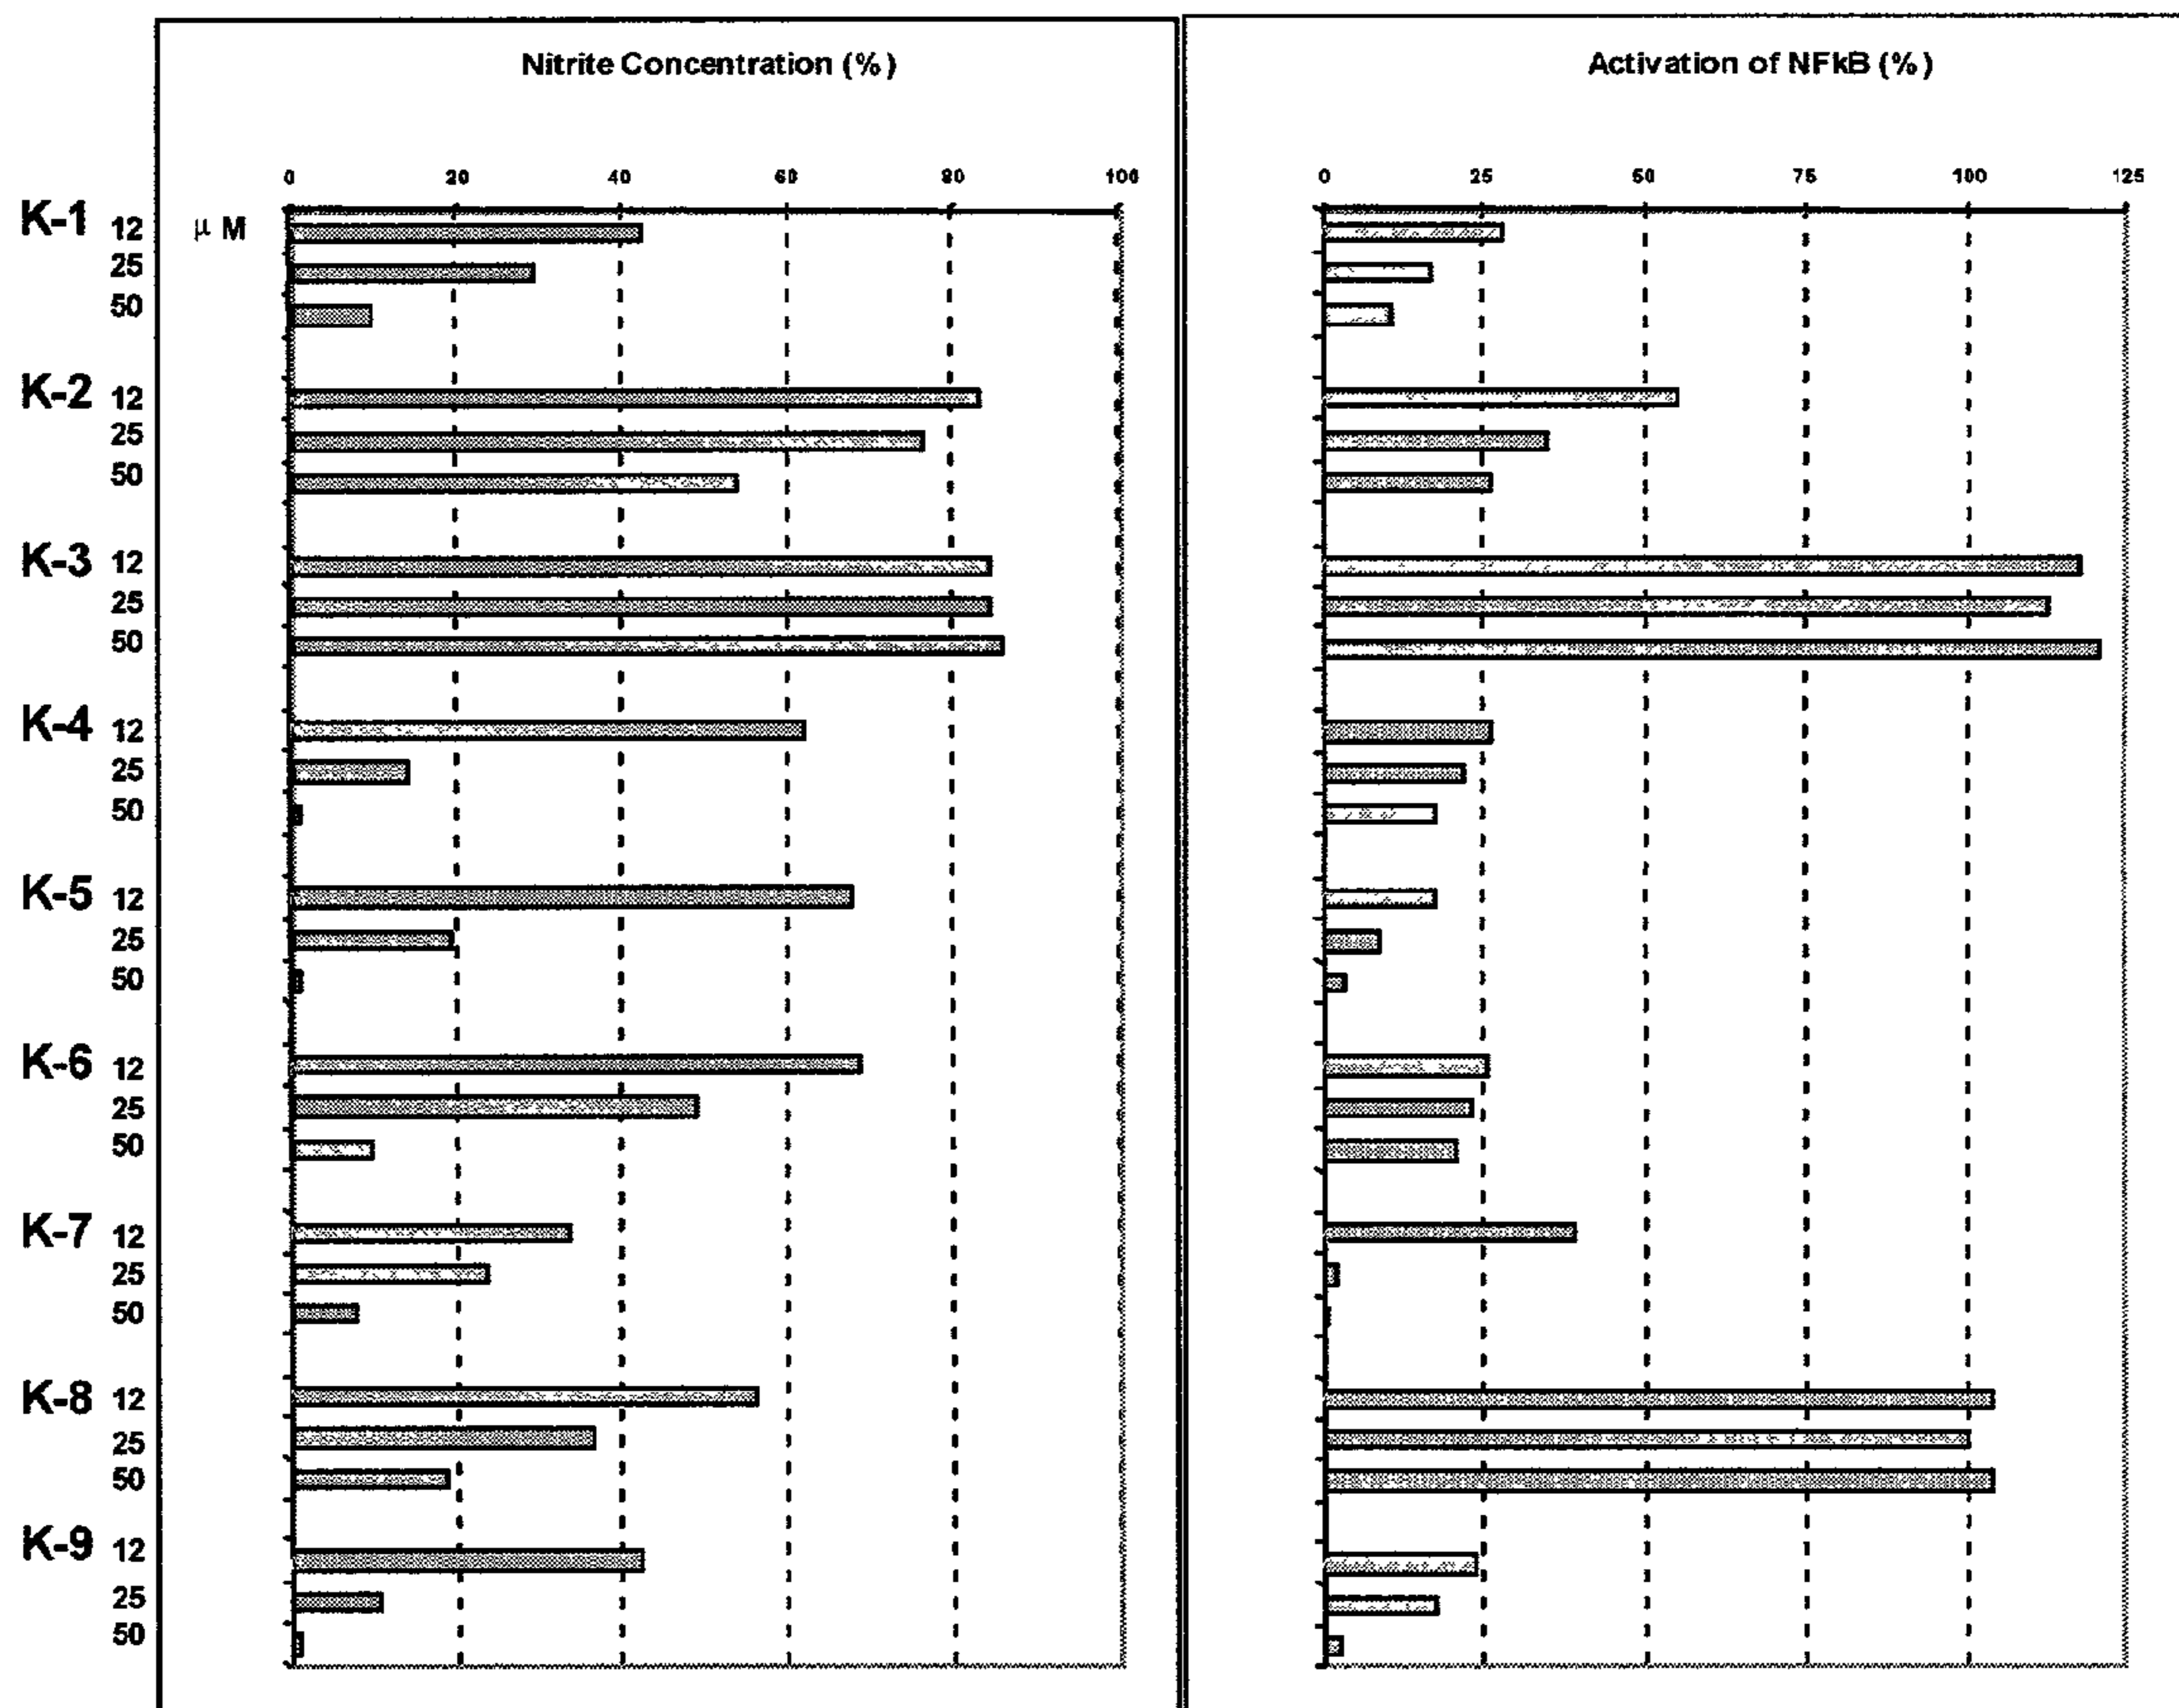 Nitrite Concentration (%)
Activation of NFkB (%)
0 20 40 60 80 100
0 25 50 75 100 125
K-1 12 μ M
25
50
K-2 12
25
50
K-3 12
25
50
K-4 12
25
50
K-5 12
25
50
K-6 12
25
50
K-7 12
25
50
K-8 12
25
50
K-9 12
25
50